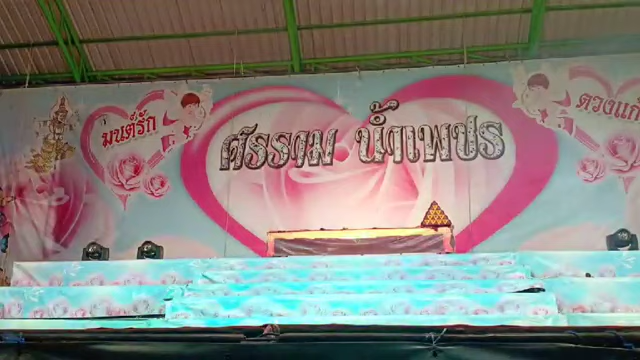 มนต์รัก
ศรราม น้ำเพชร
ดวงแก